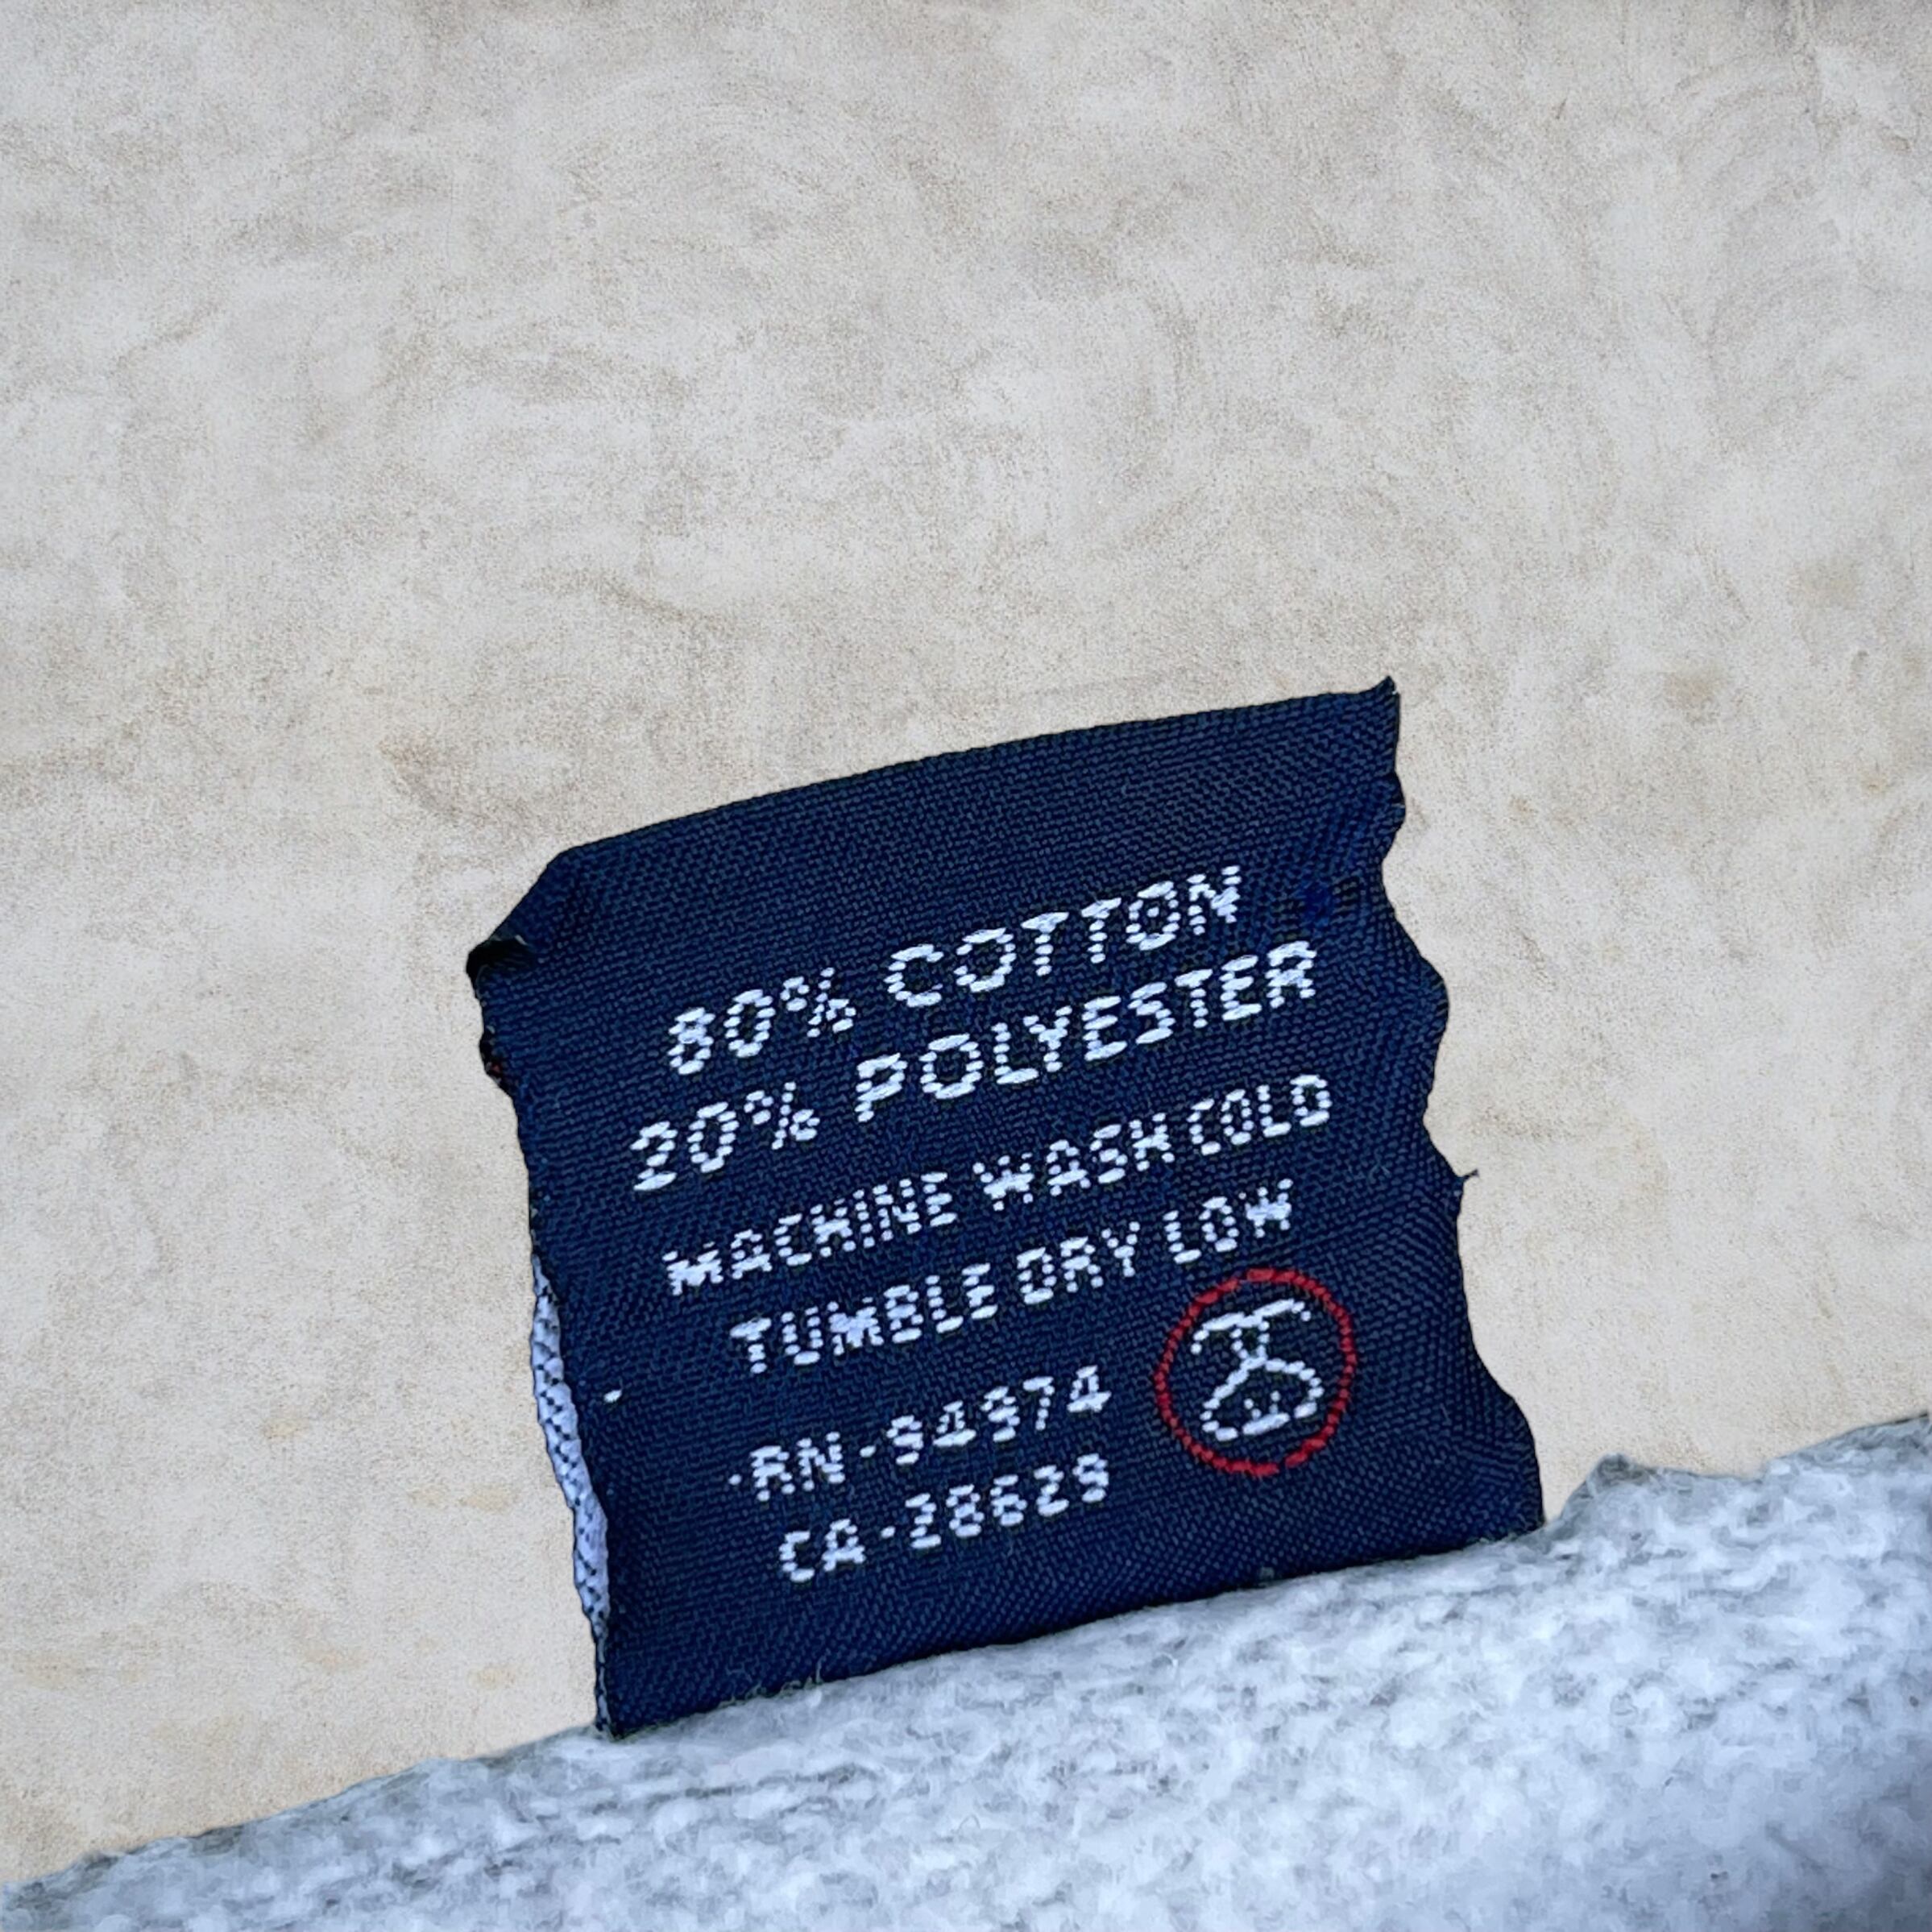 80% COTTON
20% POLYESTER
MACHINE WASH COLD
TUMBLE DRY LOW
RN-94974
CA-28629